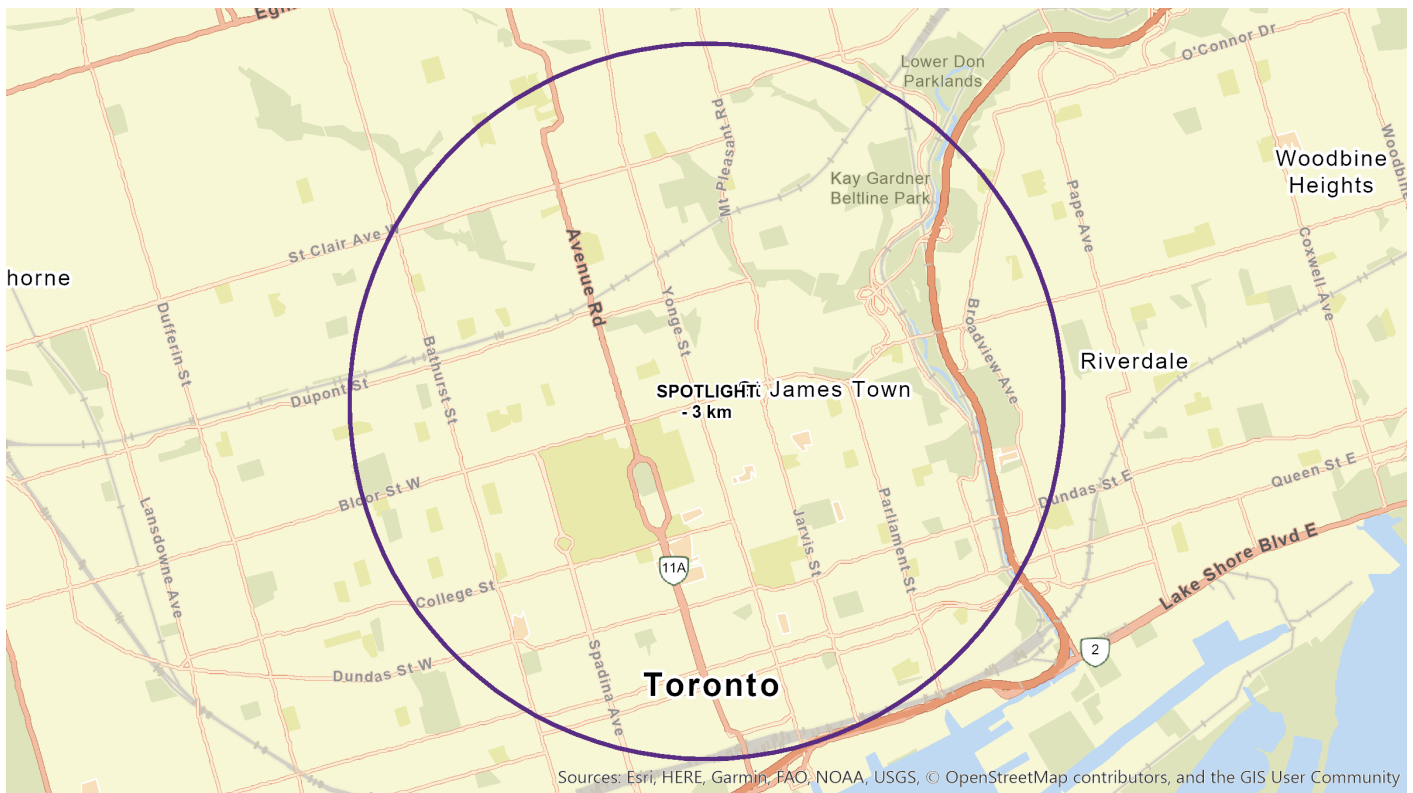 Egli
O'Connor Dr
Lower Don
Parklands
Mt Pleasant Rd
Woodbine
Woodbine
Heights
Kay Gardner
Beltline Park
Pape Ave
St Clair Ave W
Avenue Rd
Coxwell Ave
horne
Dufferin St
Yonge St
Bathurst St
Broadview Ave
Riverdale
Dupont St
SPOTLIGHT
- 3 km
James Town
Bloor St W
Lansdowne Ave
Jarvis St
Parliament St
Dundas St E
Queen St E
11A
College St
Lake Shore Blvd E
2
Dundas St W
Spadina Ave
Toronto
Sources: Esri, HERE, Garmin, FAO, NOAA, USGS, © OpenStreetMap contributors, and the GIS User Community